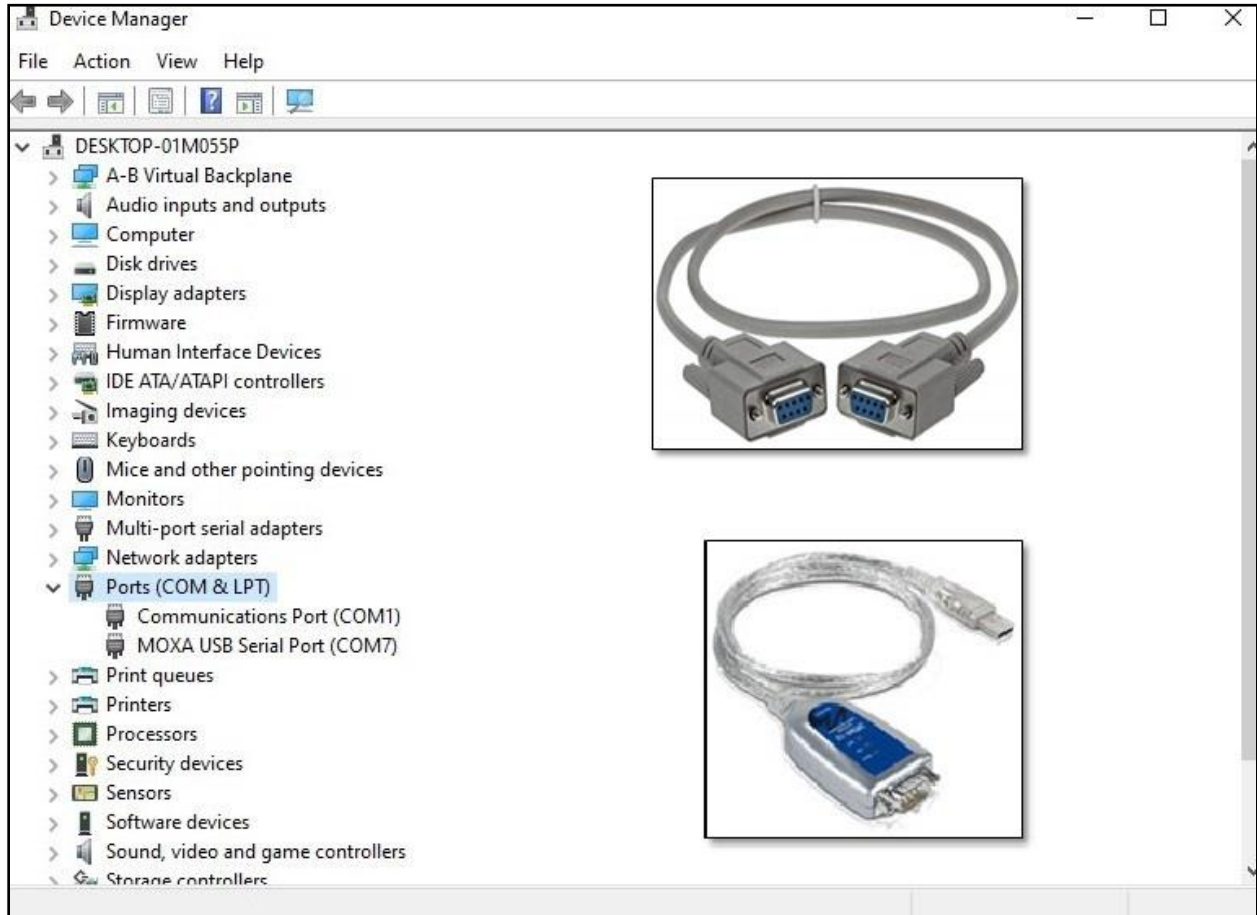 Device Manager
File Action View Help
DESKTOP-01M055P
A-B Virtual Backplane
Audio inputs and outputs
Computer
Disk drives
Display adapters
Firmware
Human Interface Devices
IDE ATA/ATAPI controllers
Imaging devices
Keyboards
Mice and other pointing devices
Monitors
Multi-port serial adapters
Network adapters
Ports (COM & LPT)
Communications Port (COM1)
MOXA USB Serial Port (COM7)
Print queues
Printers
Processors
Security devices
Sensors
Software devices
Sound, video and game controllers
Storage controllers